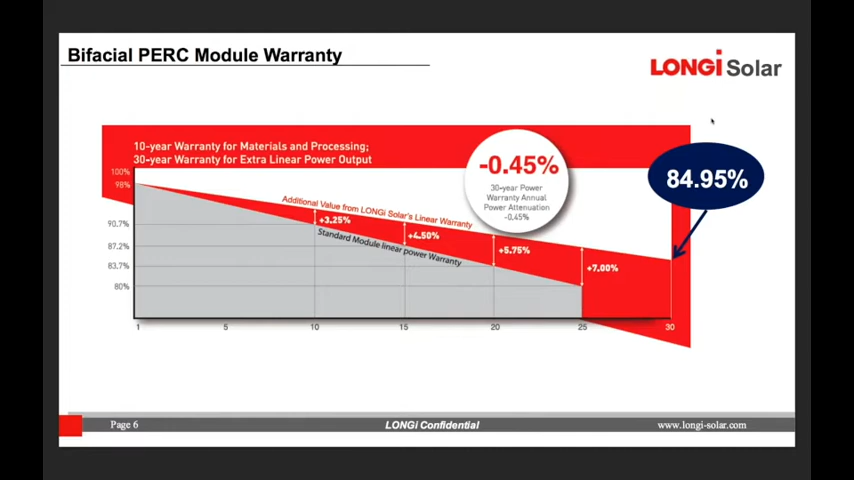 Bifacial PERC Module Warranty
LONGi Solar
10-year Warranty for Materials and Processing;
30-year Warranty for Extra Linear Power Output
-0.45%
30-year Power
Warranty Annual
Power Attenuation
-0.45%
84.95%
100%
98%
90.7%
87.2%
83.7%
80%
Additional Value from LONGi Solar's Linear Warranty
Standard Module linear power Warranty
+3.25%
+4.50%
+5.75%
+7.00%
1 5 10 15 20 25 30
Page 6
LONGi Confidential
www.longi-solar.com